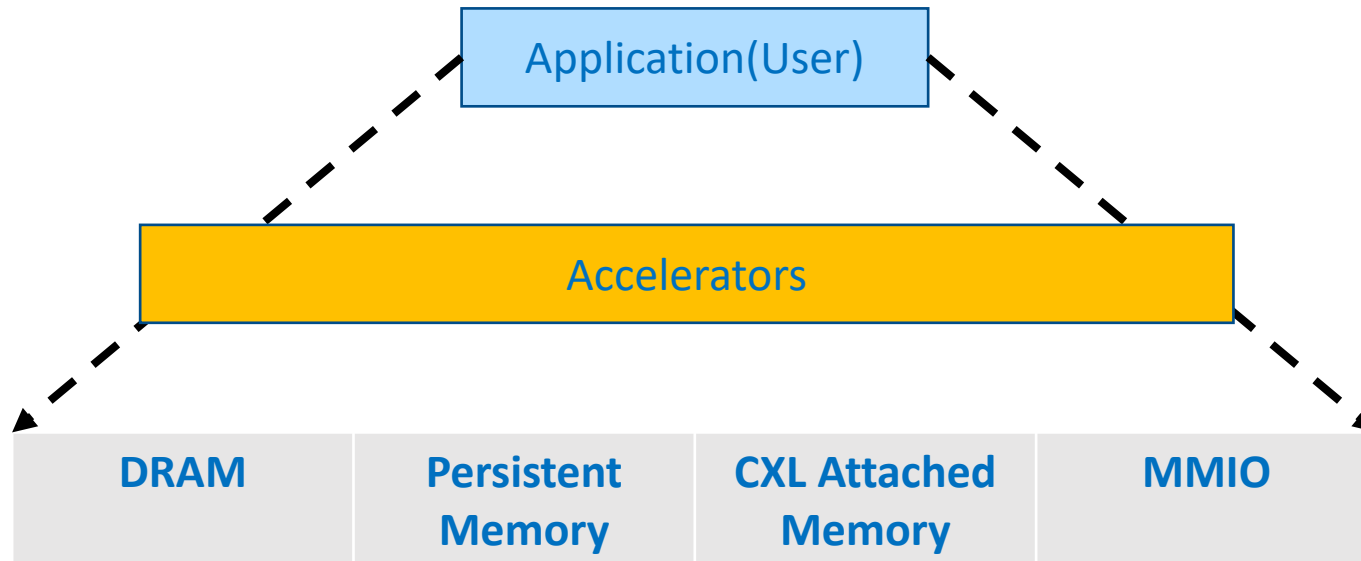 Application(User)
Accelerators
DRAM
Persistent
Memory
CXL Attached
Memory
MMIO